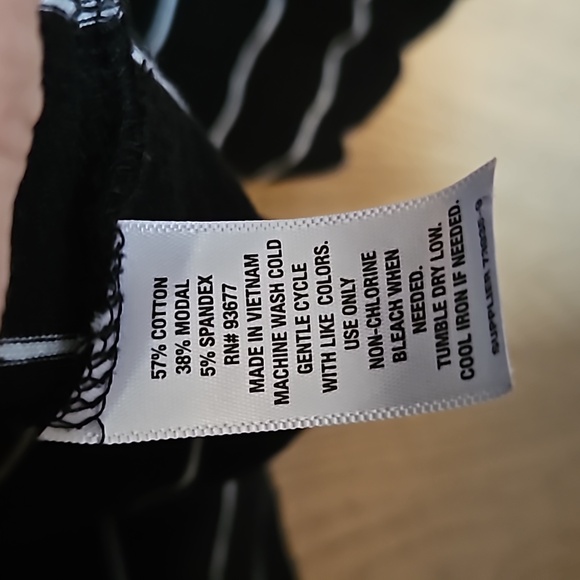 57% COTTON
38% MODAL
5% SPANDEX
RN# 93677
MADE IN VIETNAM
MACHINE WASH COLD
GENTLE CYCLE
WITH LIKE COLORS.
USE ONLY
NON-CHLORINE
BLEACH WHEN
NEEDED.
TUMBLE DRY LOW.
COOL IRON IF NEEDED.
SUPPLIER